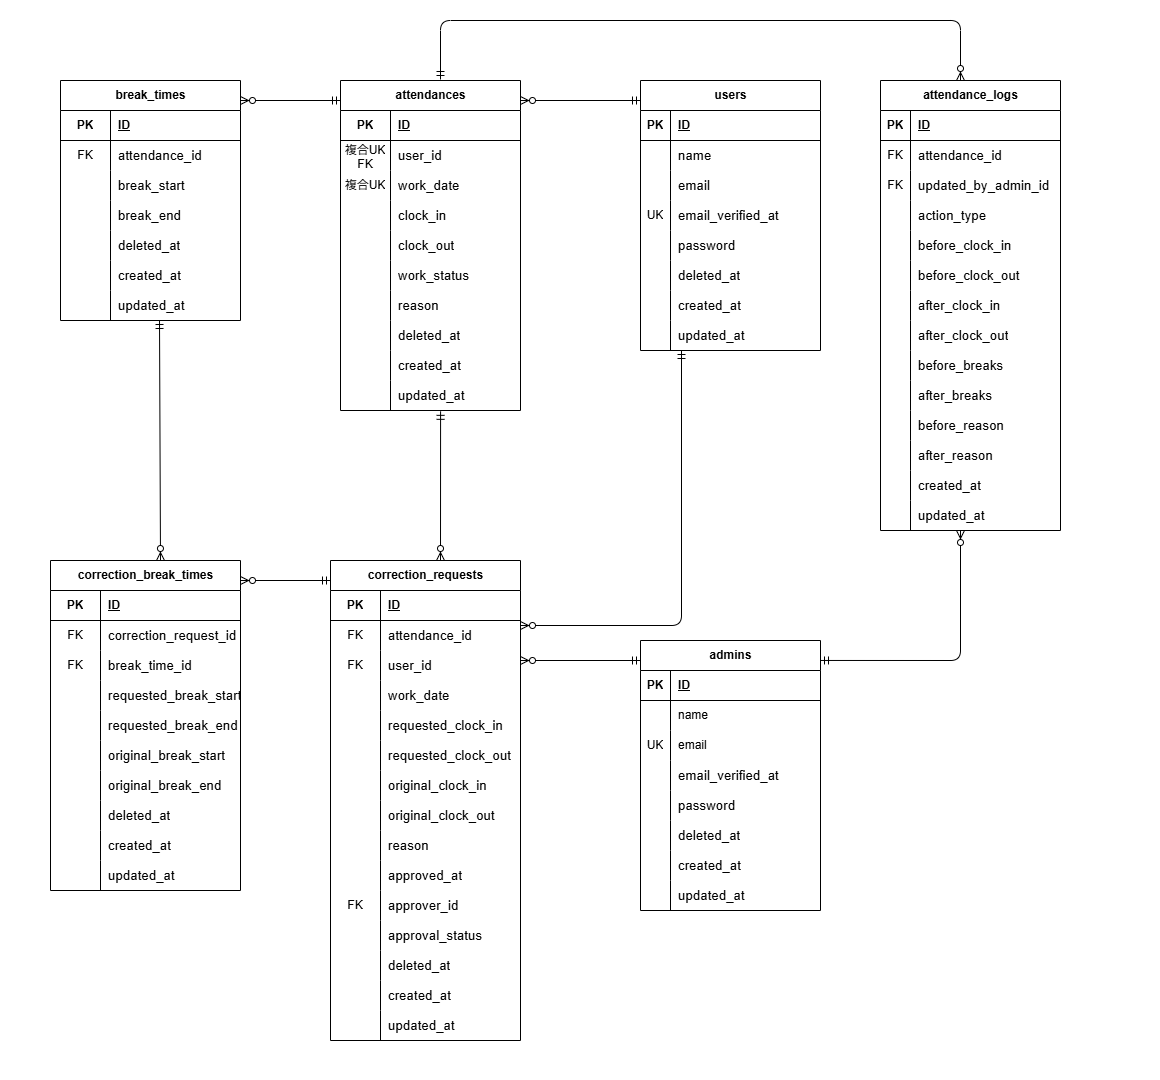 break_times
PK ID
FK attendance_id
break_start
break_end
deleted_at
created_at
updated_at
attendances
PK ID
複合UK
FK user_id
複合UK work_date
clock_in
clock_out
work_status
reason
deleted_at
created_at
updated_at
users
PK ID
name
email
UK email_verified_at
password
deleted_at
created_at
updated_at
attendance_logs
PK ID
FK attendance_id
FK updated_by_admin_id
action_type
before_clock_in
before_clock_out
after_clock_in
after_clock_out
before_breaks
after_breaks
before_reason
after_reason
created_at
updated_at
correction_break_times
PK ID
FK correction_request_id
FK break_time_id
requested_break_start
requested_break_end
original_break_start
original_break_end
deleted_at
created_at
updated_at
correction_requests
PK ID
FK attendance_id
FK user_id
work_date
requested_clock_in
requested_clock_out
original_clock_in
original_clock_out
reason
approved_at
FK approver_id
approval_status
deleted_at
created_at
updated_at
admins
PK ID
name
UK email
email_verified_at
password
deleted_at
created_at
updated_at